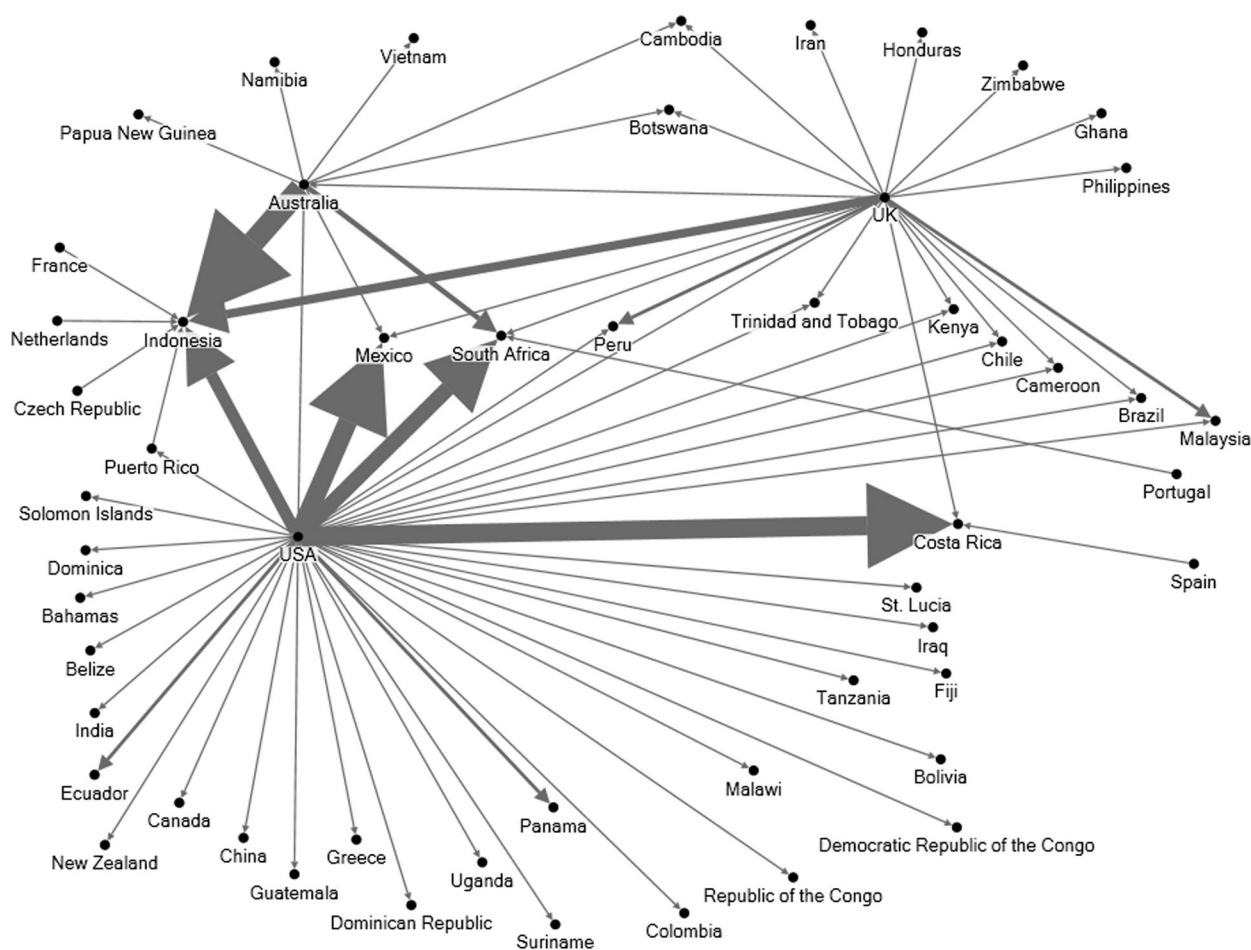 Cambodia
Iran
Honduras
Vietnam
Namibia
Zimbabwe
Papua New Guinea
Botswana
Ghana
Philippines
Australia
UK
France
Trinidad and Tobago
Kenya
Netherlands
Indonesia
Mexico
South Africa
Peru
Chile
Cameroon
Czech Republic
Brazil
Malaysia
Puerto Rico
Portugal
Solomon Islands
USA
Costa Rica
Dominica
Spain
Bahamas
St. Lucia
Iraq
Belize
Tanzania
Fiji
India
Ecuador
Malawi
Bolivia
Canada
Panama
New Zealand
China
Greece
Democratic Republic of the Congo
Guatemala
Uganda
Republic of the Congo
Dominican Republic
Colombia
Suriname